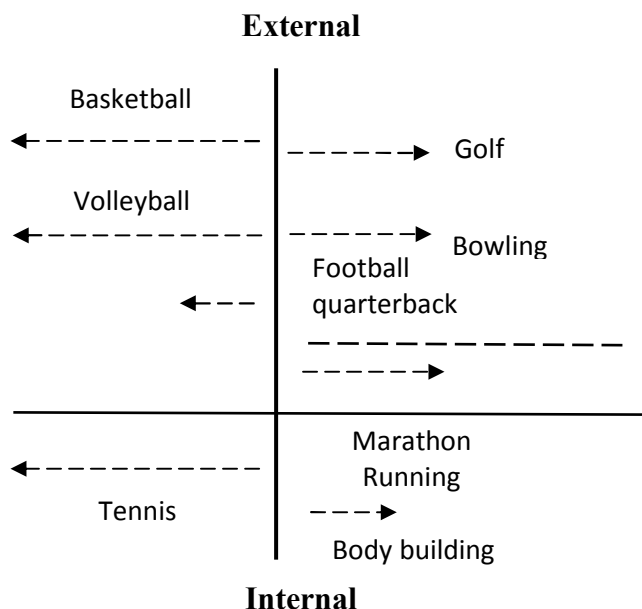 External
Basketball
Golf
Volleyball
Bowling
Football
quarterback
Marathon
Running
Tennis
Body building
Internal